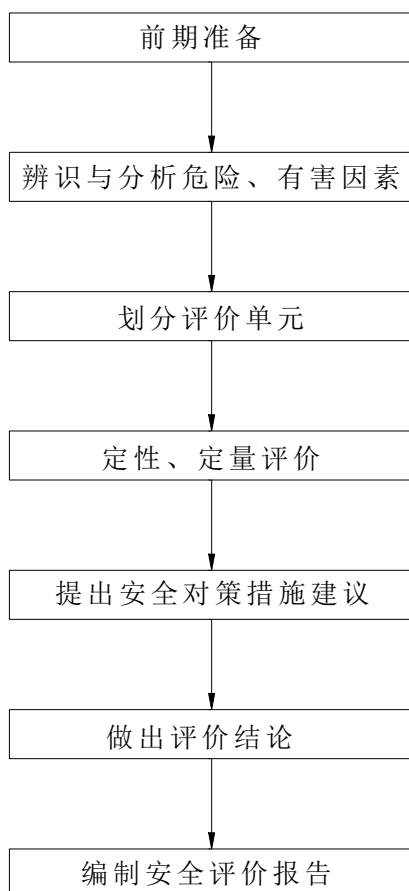 前期准备
辨识与分析危险、有害因素
划分评价单元
定性、定量评价
提出安全对策措施建议
做出评价结论
编制安全评价报告